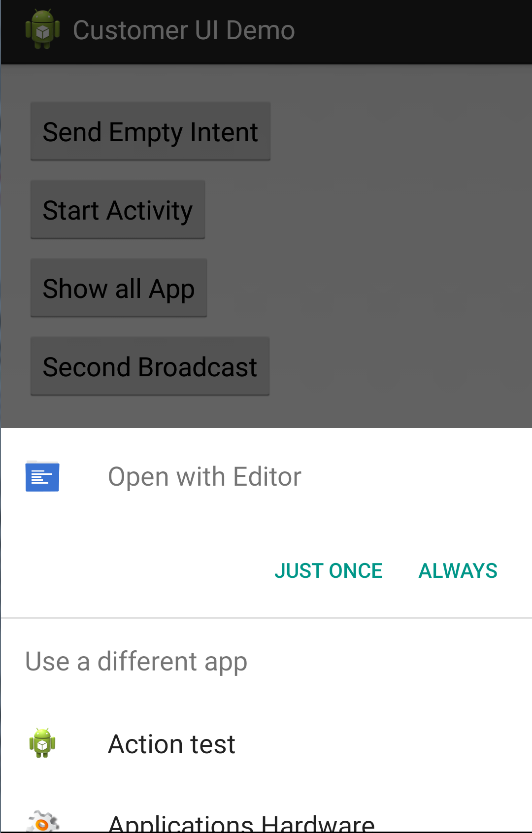 Customer UI Demo
Send Empty Intent
Start Activity
Show all App
Second Broadcast
Open with Editor
JUST ONCE ALWAYS
Use a different app
Action test
Applications Hardware